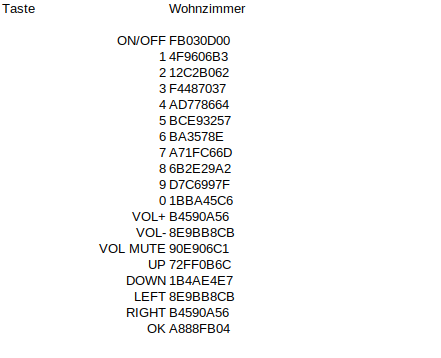 Taste Wohnzimmer
ON/OFF FB030D00
1 4F9606B3
2 12C2B062
3 F4487037
4 AD778664
5 BCE93257
6 BA3578E
7 A71FC66D
8 6B2E29A2
9 D7C6997F
0 1BBA45C6
VOL+ B4590A56
VOL- 8E9BB8CB
VOL MUTE 90E906C1
UP 72FF0B6C
DOWN 1B4AE4E7
LEFT 8E9BB8CB
RIGHT B4590A56
OK A888FB04